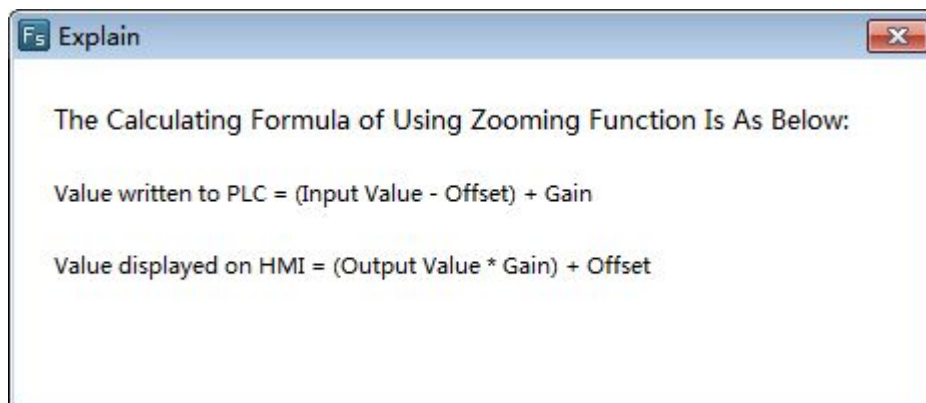 Fs Explain
The Calculating Formula of Using Zooming Function Is As Below:
Value written to PLC = (Input Value - Offset) + Gain
Value displayed on HMI = (Output Value * Gain) + Offset